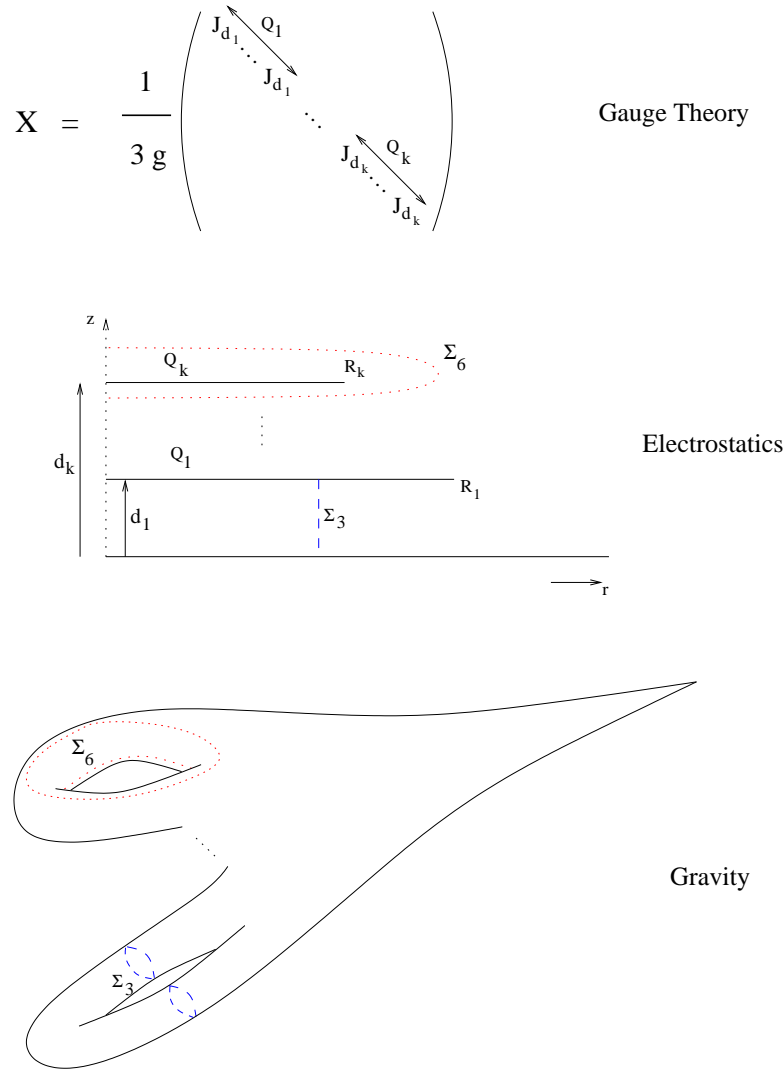 X = 1 / 3 g
J_{d_1} Q_1
... J_{d_1}
...
J_{d_k} Q_k
... J_{d_k}
Gauge Theory
z
Q_k R_k Σ_6
d_k
Q_1 R_1
d_1 Σ_3
r
Electrostatics
Σ_6
Gravity
Σ_3